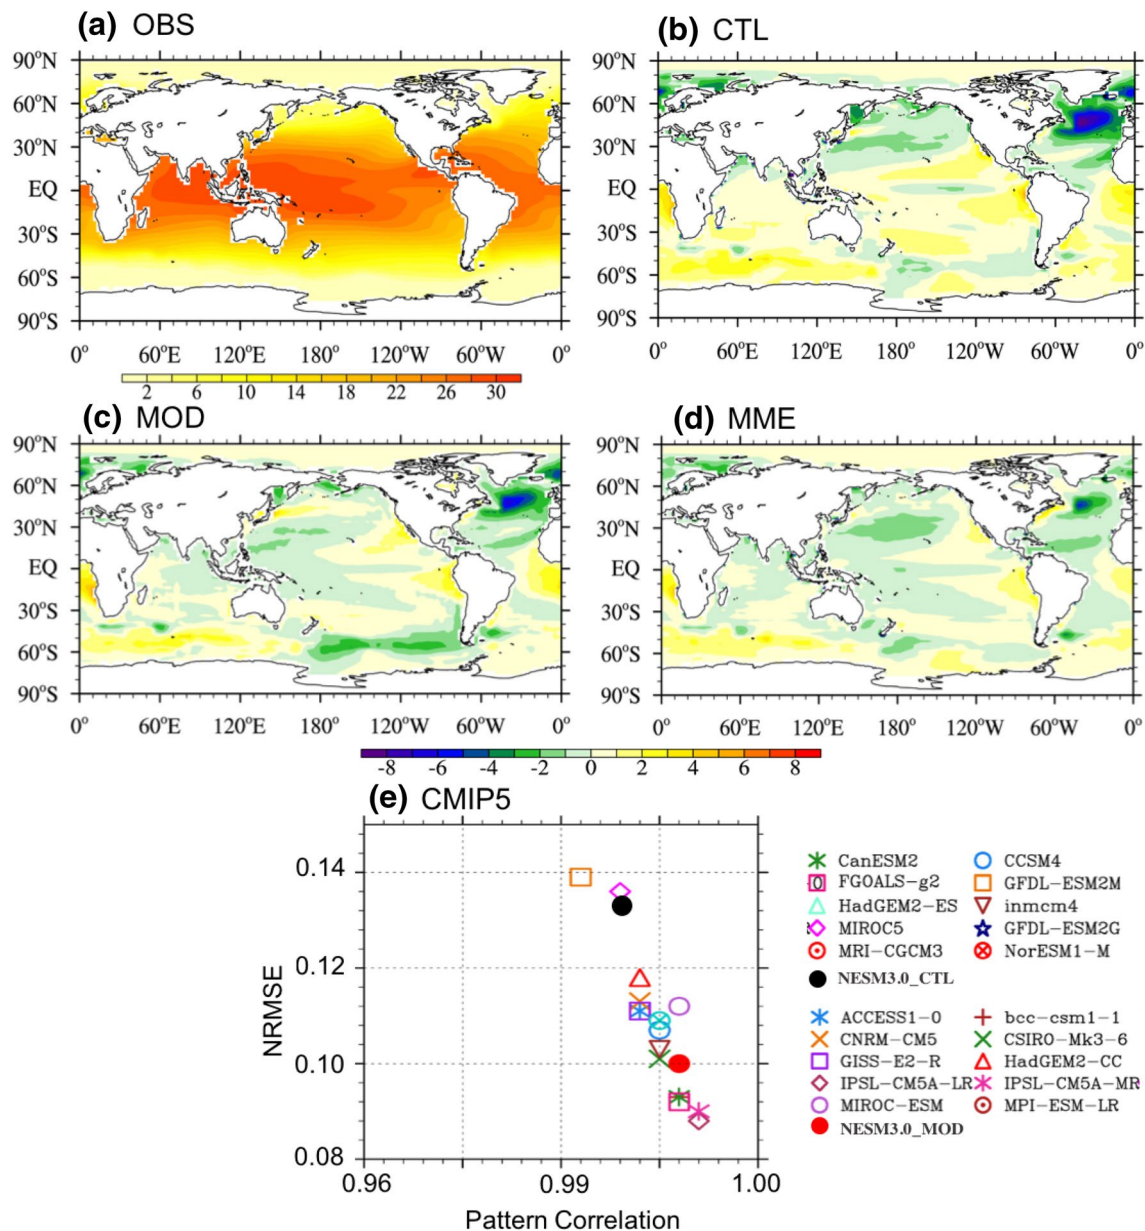 (a) OBS
(b) CTL
90°N
60°N
30°N
EQ
30°S
60°S
90°S
0° 60°E 120°E 180° 120°W 60°W 0°
90°N
60°N
30°N
EQ
30°S
60°S
90°S
0° 60°E 120°E 180° 120°W 60°W 0°
2 6 10 14 18 22 26 30
(c) MOD
(d) MME
90°N
60°N
30°N
EQ
30°S
60°S
90°S
0° 60°E 120°E 180° 120°W 60°W 0°
90°N
60°N
30°N
EQ
30°S
60°S
90°S
0° 60°E 120°E 180° 120°W 60°W 0°
-8 -6 -4 -2 0 2 4 6 8
(e) CMIP5
NRMSE
0.14
0.12
0.10
0.08
0.96 0.99 1.00
Pattern Correlation
CanESM2 CCSM4
FGOALS-g2 GFDL-ESM2M
HadGEM2-ES inmcm4
MIROC5 GFDL-ESM2G
MRI-CGCM3 NorESM1-M
NESM3.0_CTL
ACCESS1-0 bcc-csm1-1
CNRM-CM5 CSIRO-Mk3-6
GISS-E2-R HadGEM2-CC
IPSL-CM5A-LR IPSL-CM5A-MR
MIROC-ESM MPI-ESM-LR
NESM3.0_MOD